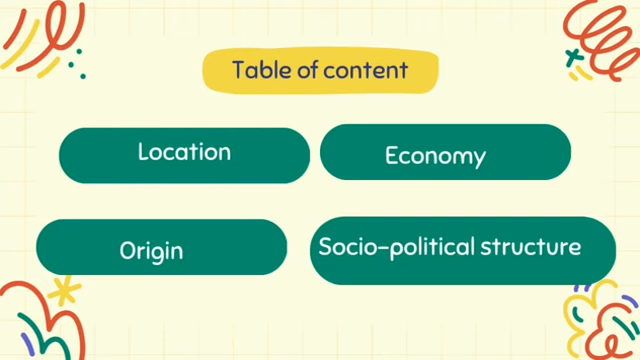 Table of content
Location
Economy
Origin
Socio-political structure